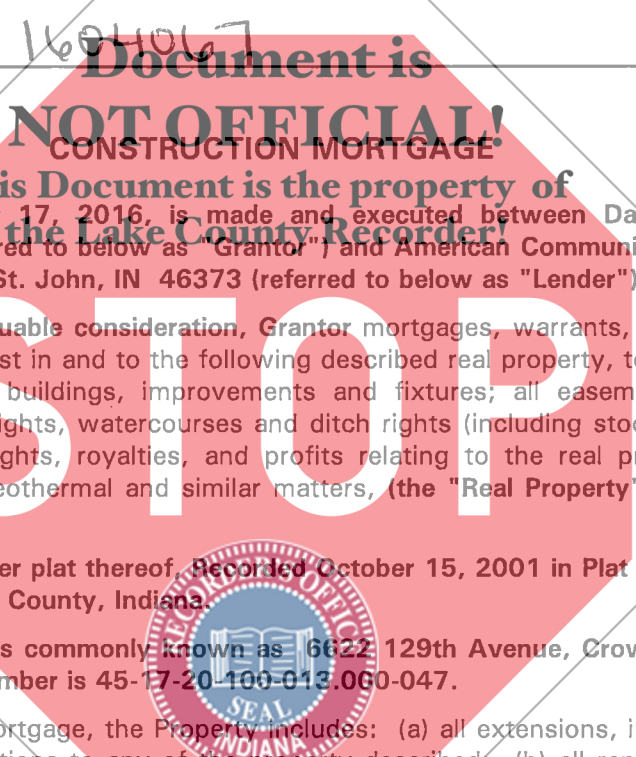 1604067
Document is
NOT OFFICIAL!
CONSTRUCTION MORTGAGE
is Document is the property of
17, 2016, is made and executed between Da
the Lake County Recorder!
red to below as "Grantor") and American Communi
St. John, IN 46373 (referred to below as "Lender")
uable consideration, Grantor mortgages, warrants,
st in and to the following described real property, to
buildings, improvements and fixtures; all easem
ights, watercourses and ditch rights (including stoc
ghts, royalties, and profits relating to the real pr
eothermal and similar matters, (the "Real Property"
STOP
er plat thereof, Recorded October 15, 2001 in Plat
County, Indiana.
s commonly known as 6622 129th Avenue, Crow
mber is 45-17-20-100-013.000-047.
RECORDER OFFICE
SEAL
INDIANA
ortgage, the Property includes: (a) all extensions, i